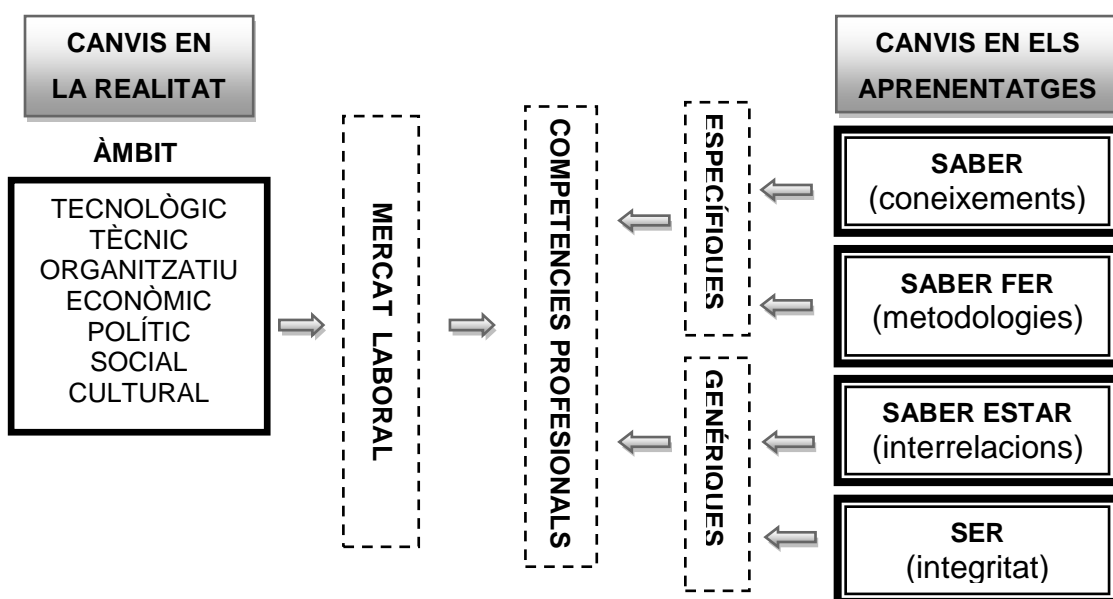 CANVIS EN
LA REALITAT
ÀMBIT
TECNOLÒGIC
TÈCNIC
ORGANITZATIU
ECONÒMIC
POLÍTIC
SOCIAL
CULTURAL
MERCAT LABORAL
COMPETENCIES PROFESIONALS
ESPECÍFIQUES
GENÉRIQUES
CANVIS EN ELS
APRENENTATGES
SABER
(coneixements)
SABER FER
(metodologies)
SABER ESTAR
(interrelacions)
SER
(integritat)